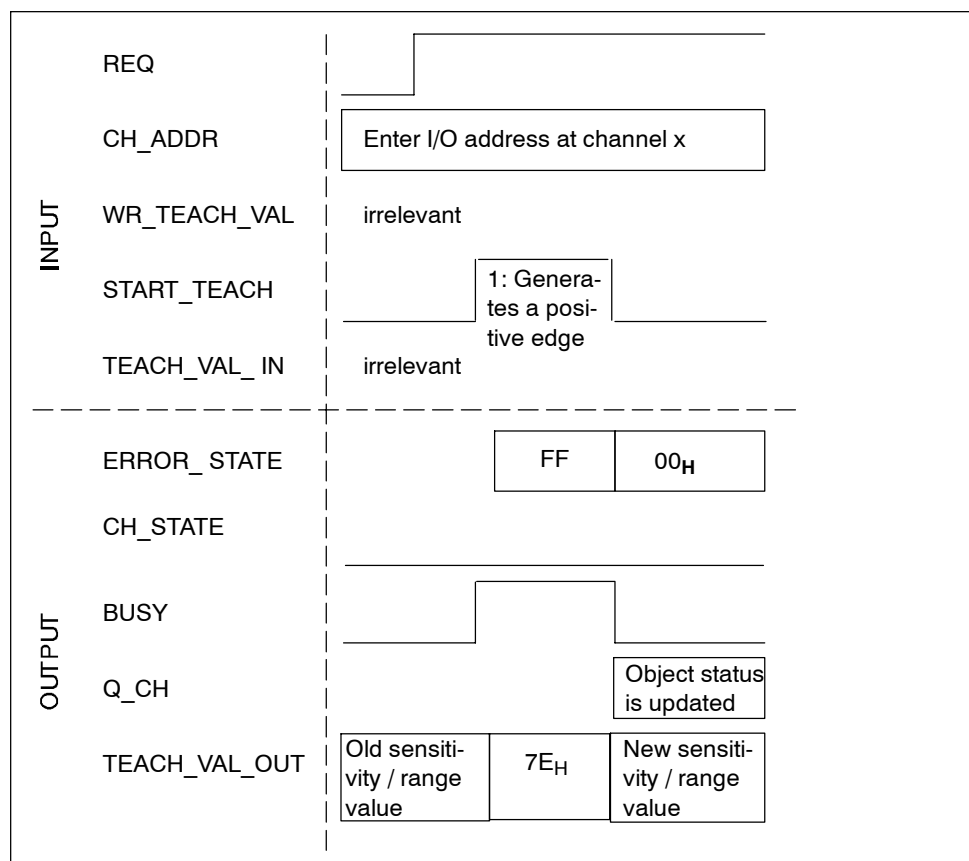 REQ
CH_ADDR
Enter I/O address at channel x
WR_TEACH_VAL
irrelevant
INPUT
START_TEACH
1: Genera-
tes a posi-
tive edge
TEACH_VAL_ IN
irrelevant
ERROR_ STATE
FF
00H
CH_STATE
BUSY
OUTPUT
Q_CH
Object status
is updated
TEACH_VAL_OUT
Old sensiti-
vity / range
value
7EH
New sensiti-
vity / range
value